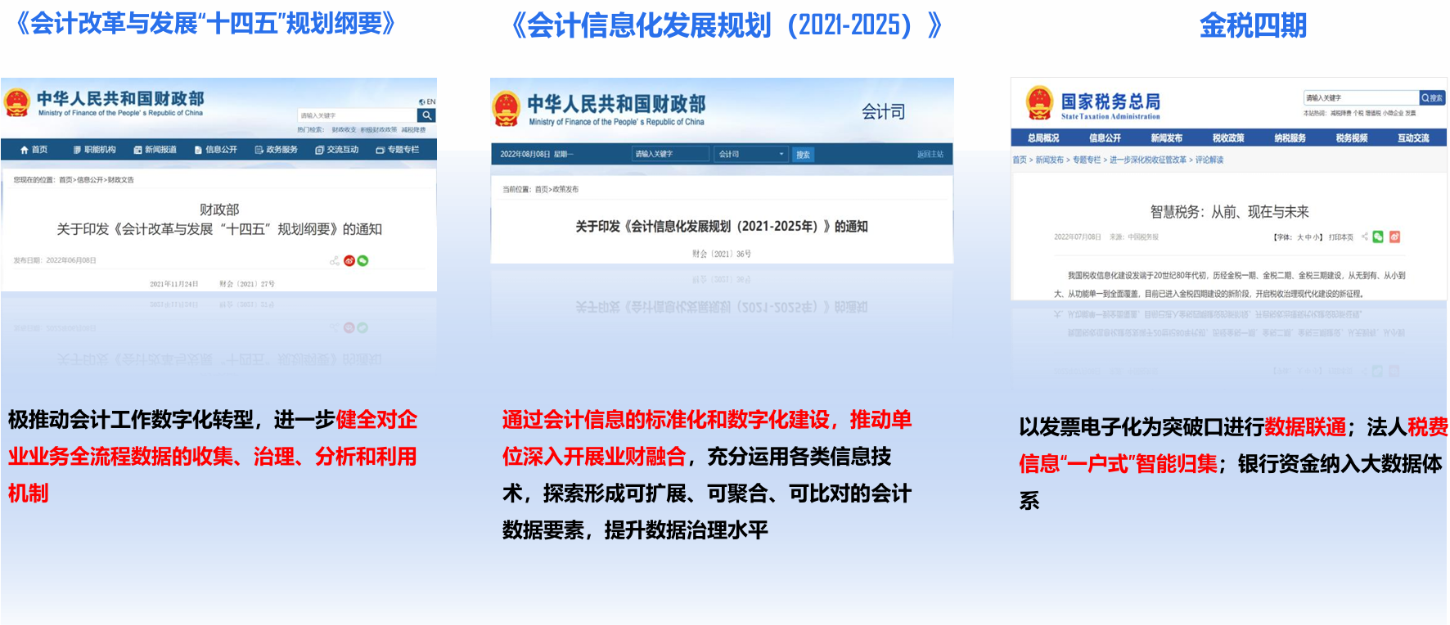 《会计改革与发展“十四五”规划纲要》
中华人民共和国财政部
Ministry of Finance of the People's Republic of China
EN
请输入关键字
热门检索: 财政收支 积极财政政策 减税降费
首页 职能机构 新闻报道 信息公开 政务服务 交流互动 专题专栏
您现在的位置：首页>信息公开>财政文告
财政部
关于印发《会计改革与发展“十四五”规划纲要》的通知
发布日期：2022年06月08日
2021年11月24日 财会〔2021〕27号
极推动会计工作数字化转型，进一步健全对企
业业务全流程数据的收集、治理、分析和利用
机制
《会计信息化发展规划（2021-2025）》
中华人民共和国财政部
Ministry of Finance of the People's Republic of China
会计司
2022年08月08日 星期一 请输入关键字 会计司 搜索 返回主站
当前位置：首页>政策发布
关于印发《会计信息化发展规划（2021-2025年）》的通知
财会〔2021〕36号
通过会计信息的标准化和数字化建设，推动单
位深入开展业财融合，充分运用各类信息技
术，探索形成可扩展、可聚合、可比对的会计
数据要素，提升数据治理水平
金税四期
国家税务总局
State Taxation Administration
请输入关键字 搜索
本站热词：减税降费 个税 增值税 小微企业 发票
总局概况 信息公开 新闻发布 税收政策 纳税服务 税务视频 互动交流
首页 > 新闻发布 > 专题专栏 > 进一步深化税收征管改革 > 评论解读
智慧税务：从前、现在与未来
2022年07月08日 来源：中国税务报 【字体：大 中 小】 打印本页
我国税收信息化建设发端于20世纪80年代初，历经金税一期、金税二期、金税三期建设，从无到有、从小到
大、从功能单一到全面覆盖，目前已进入金税四期建设的新阶段，开启税收治理现代化建设的新征程。
以发票电子化为突破口进行数据联通；法人税费
信息“一户式”智能归集；银行资金纳入大数据体
系